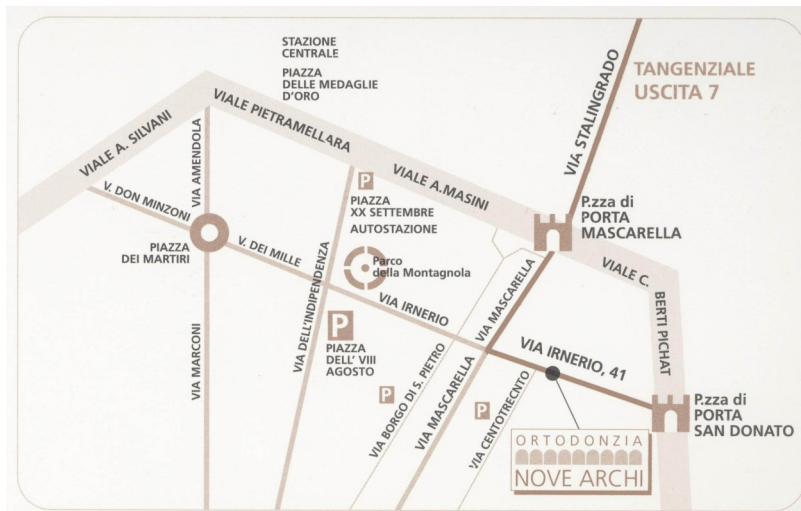 STAZIONE
CENTRALE
PIAZZA
DELLE MEDAGLIE
D'ORO
TANGENZIALE
USCITA 7
VIA STALINGRADO
VIALE A. SILVANI
VIALE PIETRAMELLARA
VIALE A.MASINI
VIA AMENDOLA
V. DON MINZONI
P
PIAZZA
XX SETTEMBRE
AUTOSTAZIONE
P.zza di
PORTA
MASCARELLA
PIAZZA
DEI MARTIRI
V. DEI MILLE
Parco
della Montagnola
VIALE C.
BERTI PICHAT
VIA DELL'INDIPENDENZA
VIA IRNERIO
VIA MASCARELLA
P
PIAZZA
DELL' VIII
AGOSTO
VIA MARCONI
VIA IRNERIO, 41
P
VIA BORGO DI S. PIETRO
VIA MASCARELLA
P
VIA CENTOTRECNTO
P.zza di
PORTA
SAN DONATO
ORTODONZIA
NOVE ARCHI